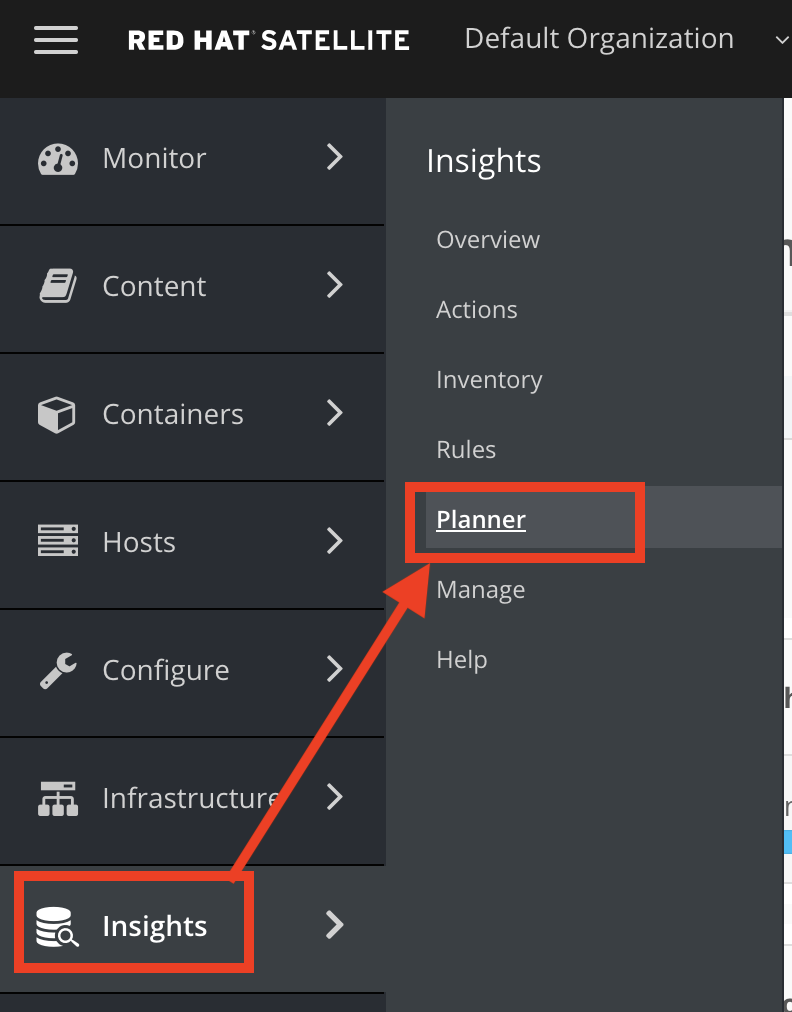 RED HAT SATELLITE Default Organization
Monitor
Content
Containers
Hosts
Configure
Infrastructure
Insights
Insights
Overview
Actions
Inventory
Rules
Planner
Manage
Help